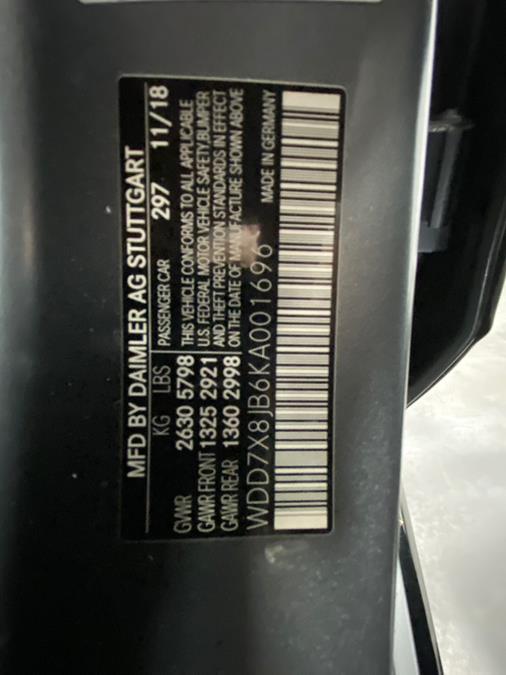 MFD BY DAIMLER AG STUTTGART
KG LBS PASSENGER CAR 297 11/18
GVWR 2630 5798 THIS VEHICLE CONFORMS TO ALL APPLICABLE
GAWR FRONT 1325 2921 U.S. FEDERAL MOTOR VEHICLE SAFETY, BUMPER
AND THEFT PREVENTION STANDARDS IN EFFECT
GAWR REAR 1360 2998 ON THE DATE OF MANUFACTURE SHOWN ABOVE
WDD7X8JB6KA001696 MADE IN GERMANY